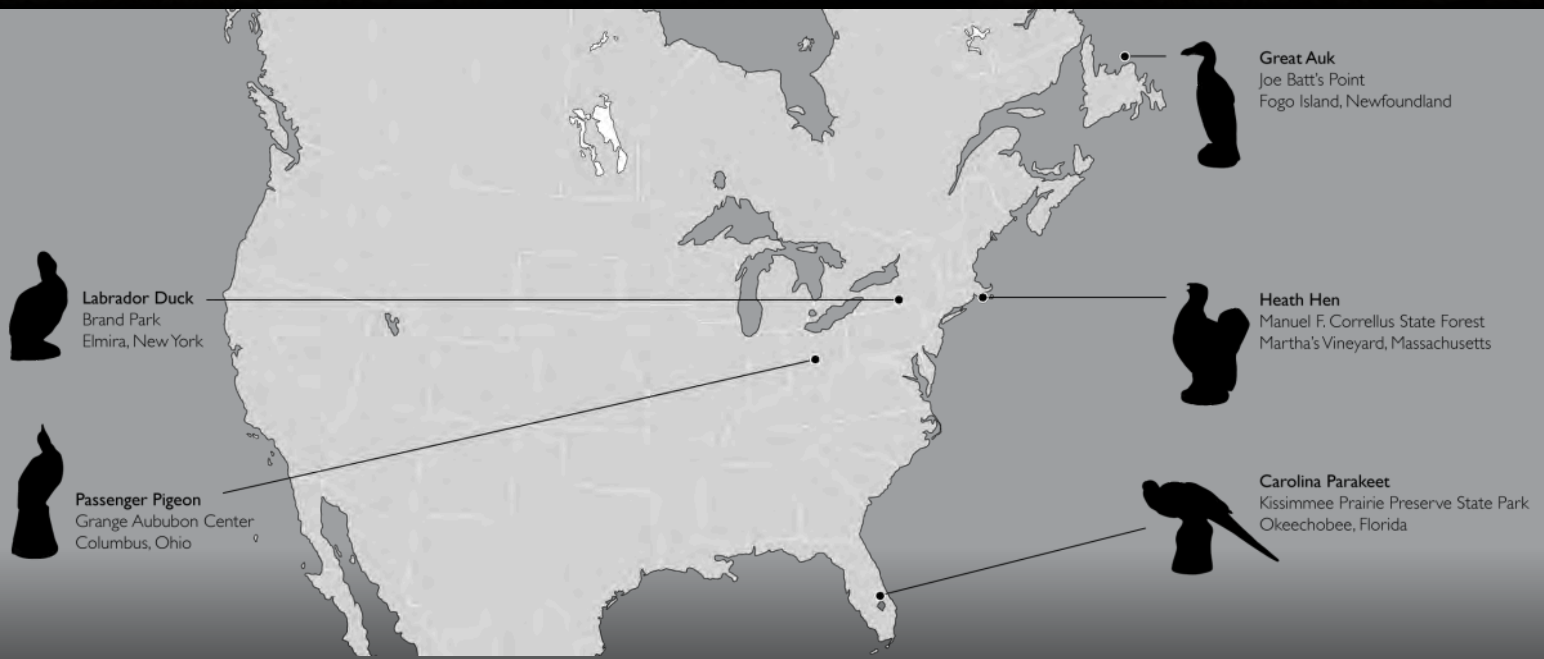 Great Auk
Joe Batt's Point
Fogo Island, Newfoundland
Labrador Duck
Brand Park
Elmira, New York
Heath Hen
Manuel F. Correllus State Forest
Martha's Vineyard, Massachusetts
Passenger Pigeon
Grange Aububon Center
Columbus, Ohio
Carolina Parakeet
Kissimmee Prairie Preserve State Park
Okeechobee, Florida